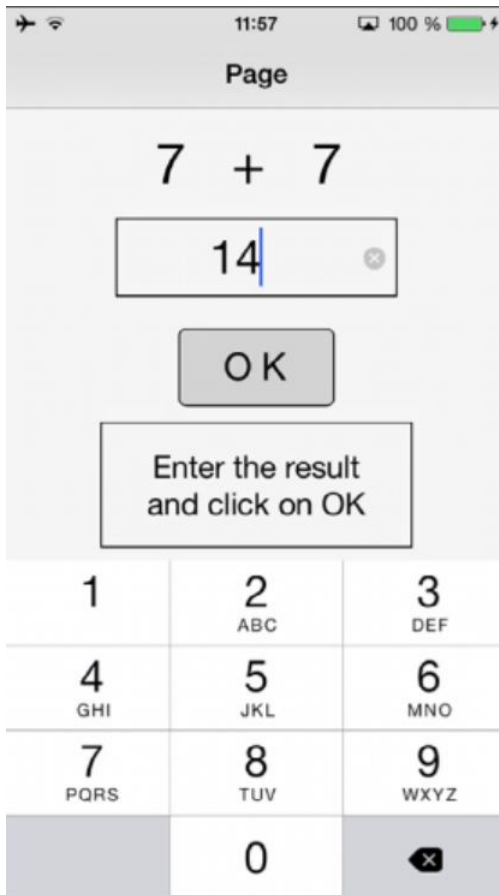 11:57 100 %
Page
7 + 7
14
OK
Enter the result
and click on OK
1 2 3
ABC DEF
4 5 6
GHI JKL MNO
7 8 9
PQRS TUV WXYZ
0